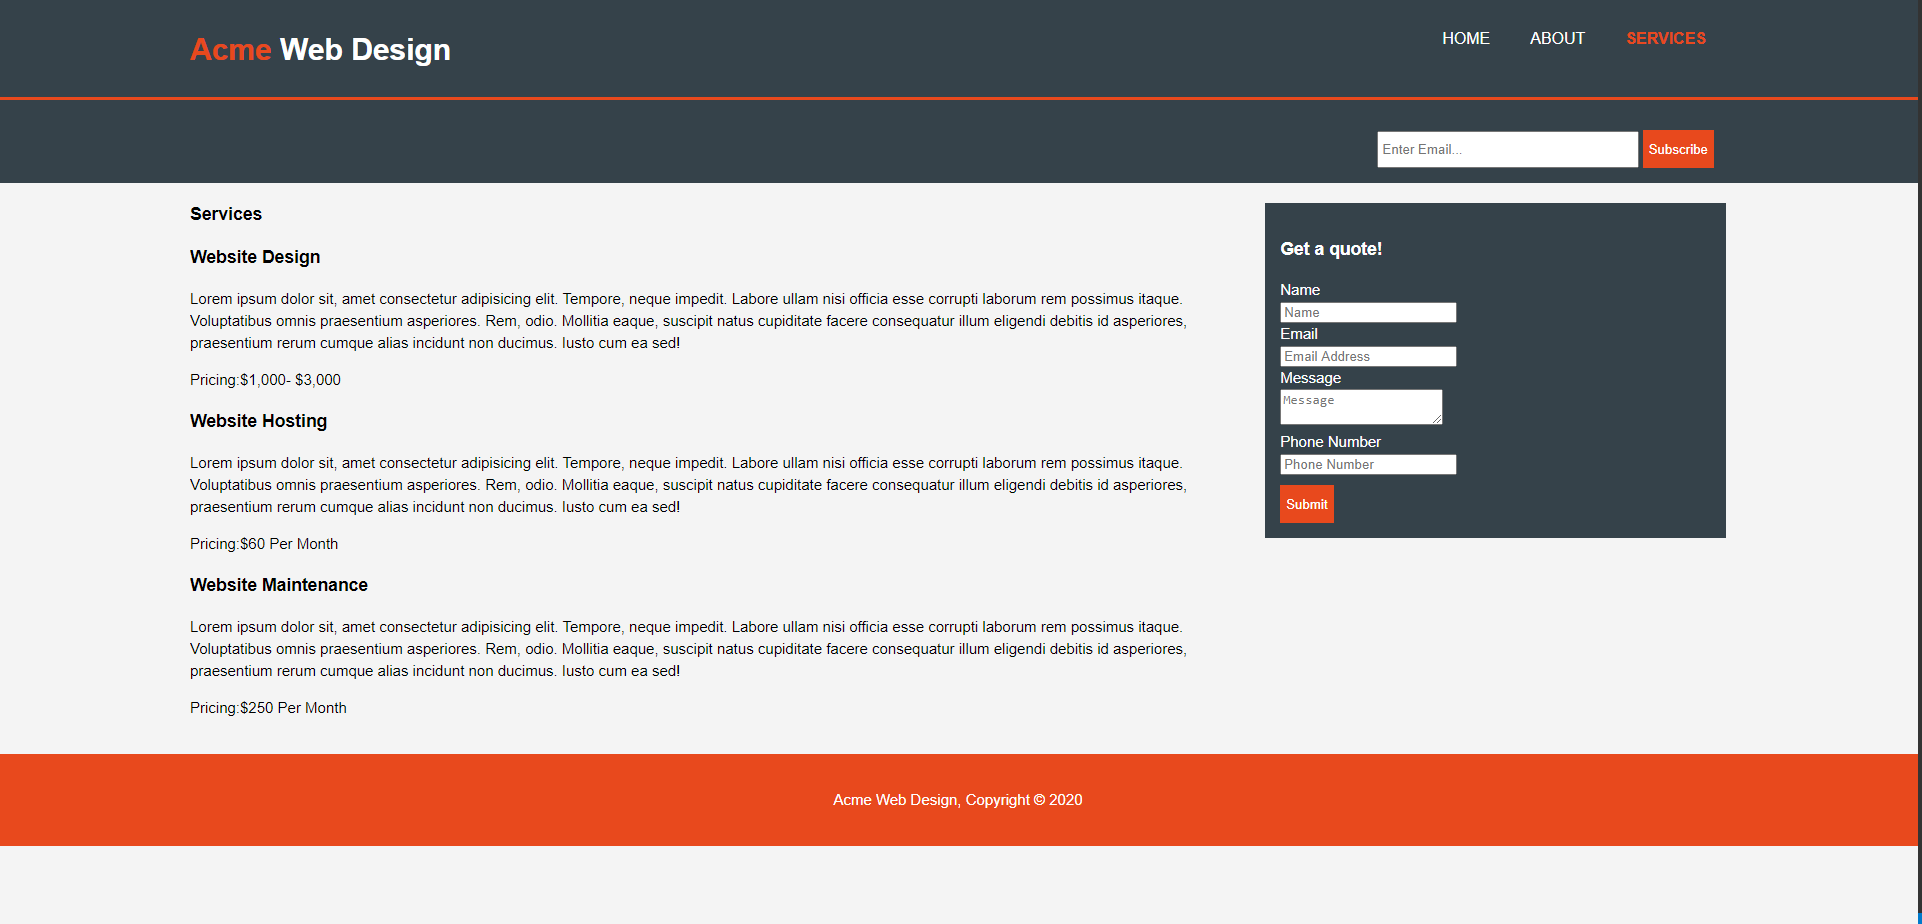 Acme Web Design
HOME ABOUT SERVICES
Enter Email... Subscribe
Services
Website Design
Lorem ipsum dolor sit, amet consectetur adipisicing elit. Tempore, neque impedit. Labore ullam nisi officia esse corrupti laborum rem possimus itaque.
Voluptatibus omnis praesentium asperiores. Rem, odio. Mollitia eaque, suscipit natus cupiditate facere consequatur illum eligendi debitis id asperiores,
praesentium rerum cumque alias incidunt non ducimus. Iusto cum ea sed!
Pricing:$1,000- $3,000
Website Hosting
Lorem ipsum dolor sit, amet consectetur adipisicing elit. Tempore, neque impedit. Labore ullam nisi officia esse corrupti laborum rem possimus itaque.
Voluptatibus omnis praesentium asperiores. Rem, odio. Mollitia eaque, suscipit natus cupiditate facere consequatur illum eligendi debitis id asperiores,
praesentium rerum cumque alias incidunt non ducimus. Iusto cum ea sed!
Pricing:$60 Per Month
Website Maintenance
Lorem ipsum dolor sit, amet consectetur adipisicing elit. Tempore, neque impedit. Labore ullam nisi officia esse corrupti laborum rem possimus itaque.
Voluptatibus omnis praesentium asperiores. Rem, odio. Mollitia eaque, suscipit natus cupiditate facere consequatur illum eligendi debitis id asperiores,
praesentium rerum cumque alias incidunt non ducimus. Iusto cum ea sed!
Pricing:$250 Per Month
Get a quote!
Name
Name
Email
Email Address
Message
Message
Phone Number
Phone Number
Submit
Acme Web Design, Copyright © 2020